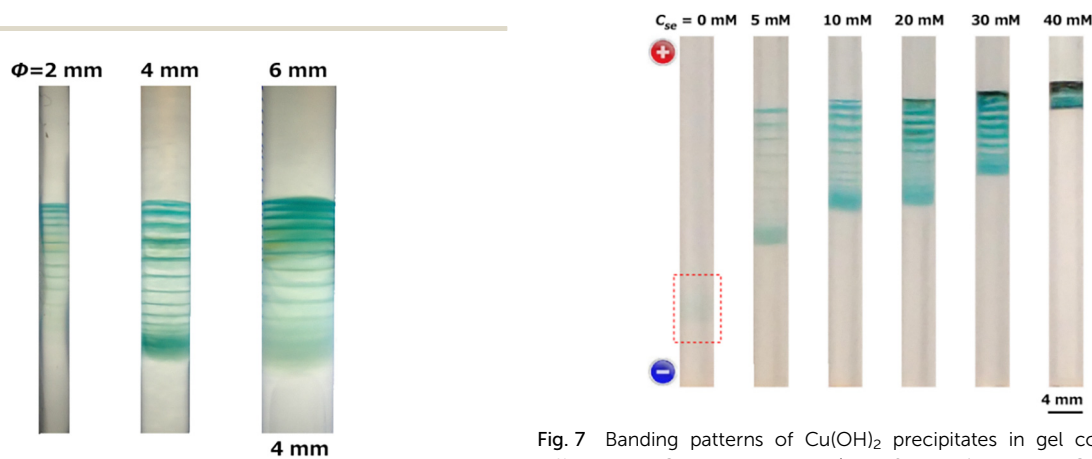 Φ=2 mm 4 mm 6 mm
4 mm
C_se = 0 mM 5 mM 10 mM 20 mM 30 mM 40 mM
+
−
4 mm
Fig. 7 Banding patterns of Cu(OH)₂ precipitates in gel